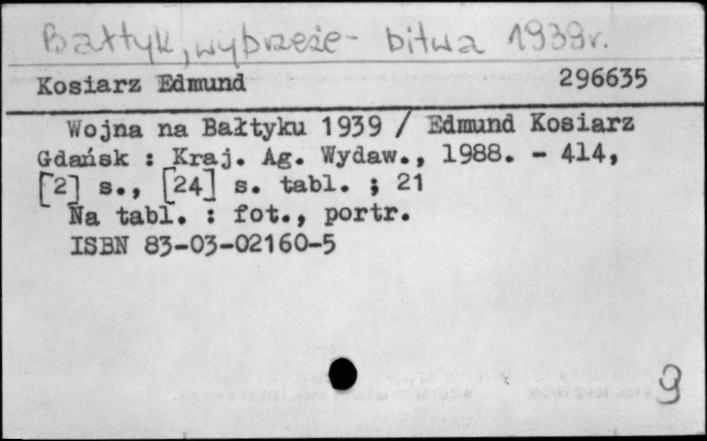 Bałtyk, wybrzeże - bitwa 1939r.
Kosiarz Edmund 296635
Wojna na Bałtyku 1939 / Edmund Kosiarz
Gdańsk : Kraj. Ag. Wydaw., 1988. - 414,
[2] s., [24] s. tabl. ; 21
Na tabl. : fot., portr.
ISBN 83-03-02160-5
9